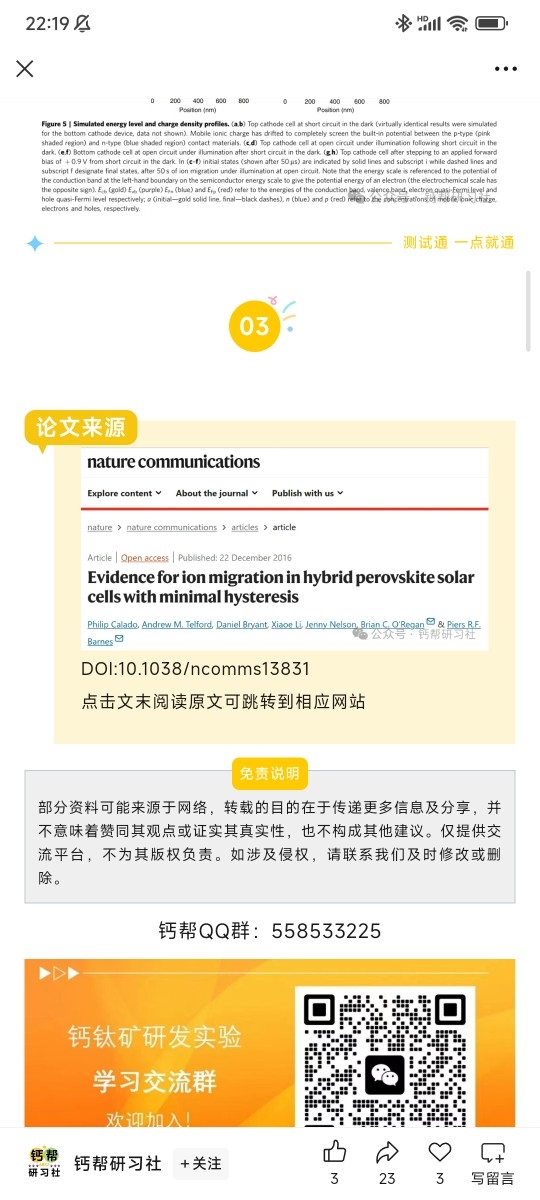 22:19
HD
0 200 400 600 800 0 200 400 600 800
Position (nm) Position (nm)
Figure 5 | Simulated energy level and charge density profiles. (a,b) Top cathode cell at short circuit in the dark (virtually identical results were simulated
for the bottom cathode device, data not shown). Mobile ionic charge has drifted to completely screen the built-in potential between the p-type (pink
shaded region) and n-type (blue shaded region) contact materials. (c,d) Top cathode cell at open circuit under illumination following short circuit in the
dark. (e,f) Bottom cathode cell at open circuit under illumination after short circuit in the dark. (g,h) Top cathode cell after stepping to an applied forward
bias of +0.9 V from short circuit in the dark. In (c–f) initial states (shown after 50 μs) are indicated by solid lines and subscript i while dashed lines and
subscript f designate final states, after 50 s of ion migration under illumination at open circuit. Note that the energy scale is referenced to the potential of
the conduction band at the left-hand boundary on the semiconductor energy scale to give the potential energy of an electron (the electrochemical scale has
the opposite sign). (gold) (purple) (blue) and (red) refer to the energies of the conduction band, valence band, electron quasi-Fermi level and
hole quasi-Fermi level respectively; a (initial—gold solid line, final—black dashes), n (blue) and p (red) refer to the concentrations of mobile ionic charge,
electrons and holes, respectively.
公众号 · 钙帮研习社
测试通 一点就通
03
论文来源
nature communications
Explore content About the journal Publish with us
nature > nature communications > articles > article
Article | Open access | Published: 22 December 2016
Evidence for ion migration in hybrid perovskite solar
cells with minimal hysteresis
Philip Calado, Andrew M. Telford, Daniel Bryant, Xiaoe Li, Jenny Nelson, Brian C. O'Regan & Piers R.F.
Barnes
公众号 · 钙帮研习社
DOI:10.1038/ncomms13831
点击文末阅读原文可跳转到相应网站
免责说明
部分资料可能来源于网络，转载的目的在于传递更多信息及分享，并
不意味着赞同其观点或证实其真实性，也不构成其他建议。仅提供交
流平台，不为其版权负责。如涉及侵权，请联系我们及时修改或删
除。
钙帮QQ群：558533225
钙钛矿研发实验
学习交流群
欢迎加入！
钙帮
研习社
钙帮研习社
+关注
3 23 3 写留言